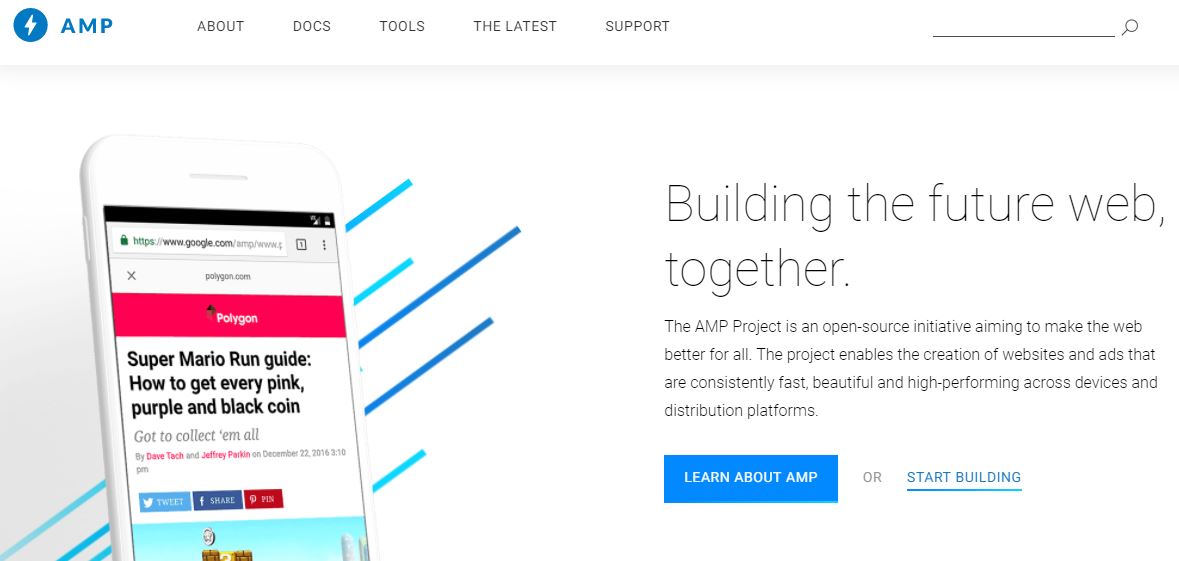 AMP
ABOUT
DOCS
TOOLS
THE LATEST
SUPPORT
https://www.google.com/amp/www.p
1
polygon.com
Polygon
Super Mario Run guide:
How to get every pink,
purple and black coin
Got to collect ‘em all
By Dave Tach and Jeffrey Parkin on December 22, 2016 3:10
pm
TWEET
SHARE
PIN
?
Building the future web,
together.
The AMP Project is an open-source initiative aiming to make the web
better for all. The project enables the creation of websites and ads that
are consistently fast, beautiful and high-performing across devices and
distribution platforms.
LEARN ABOUT AMP
OR
START BUILDING